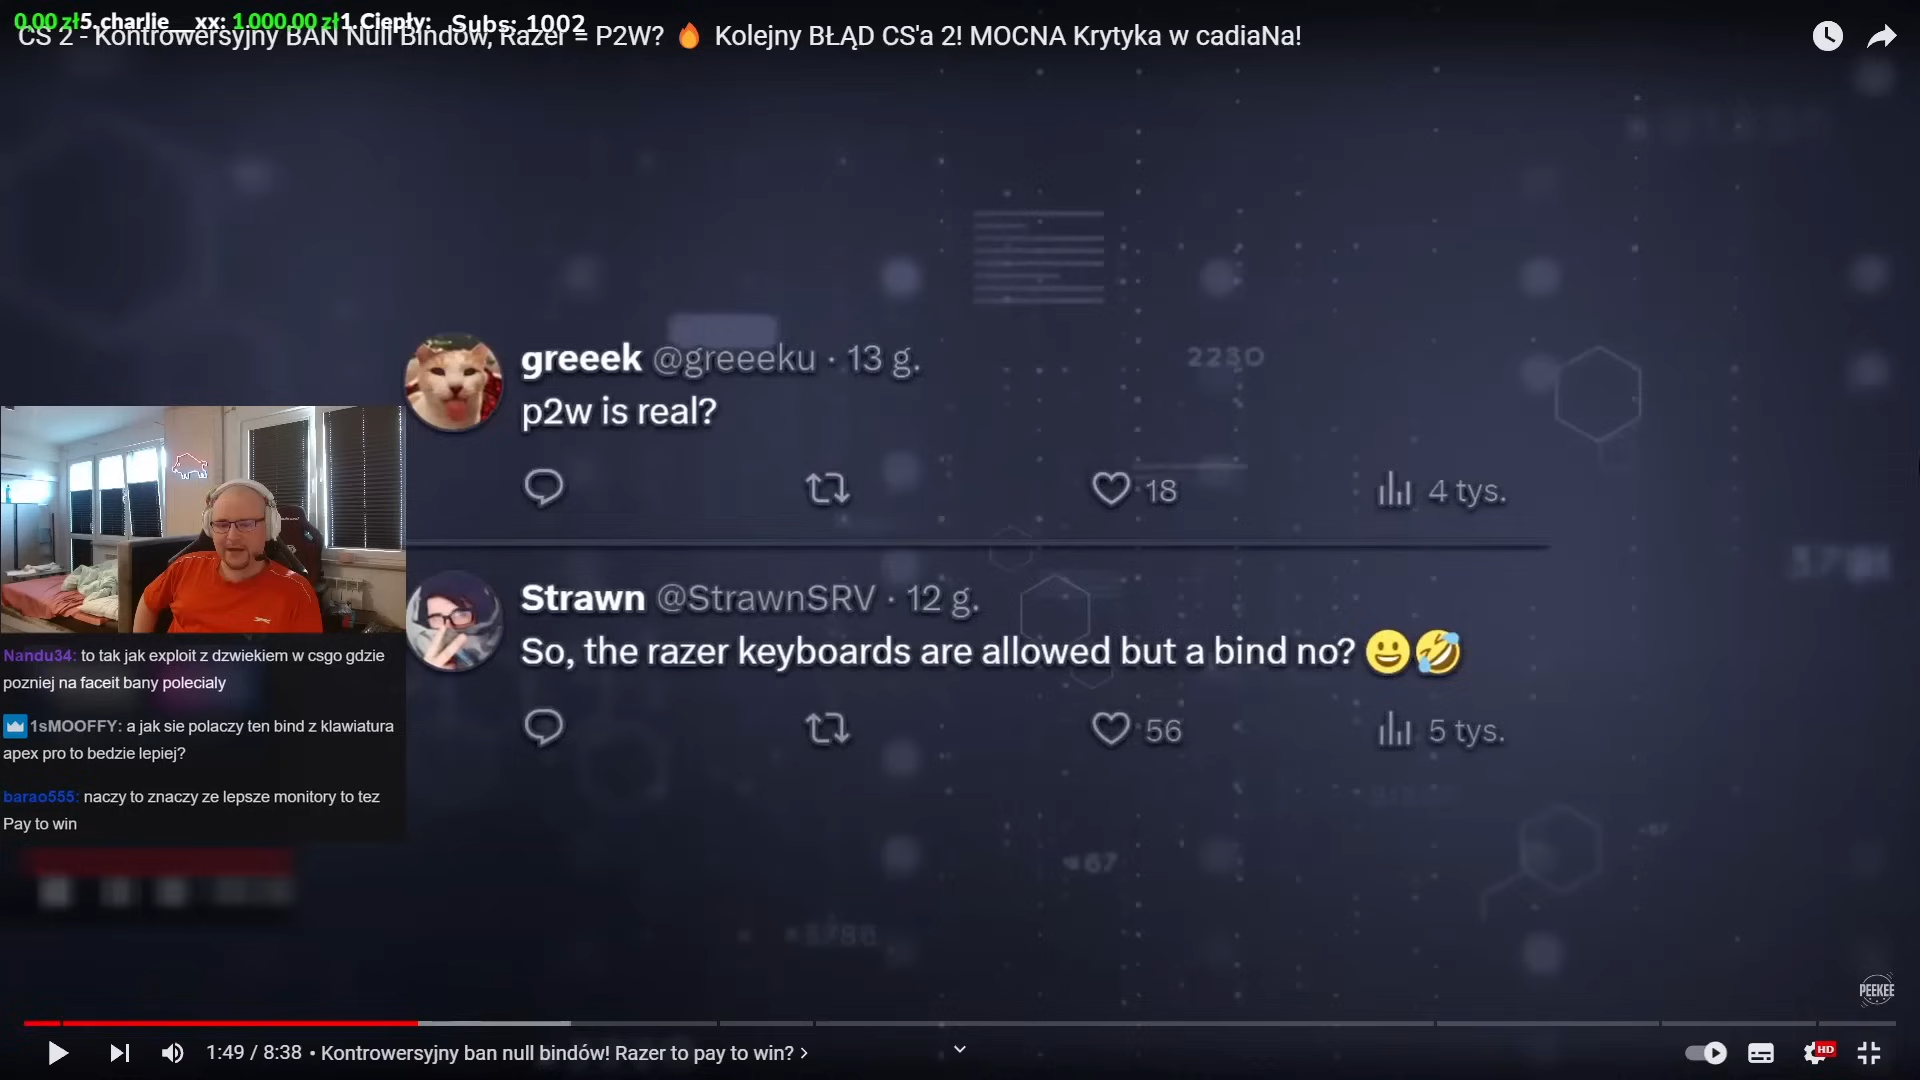 0.00 zł5.charlie__xx: 1.000,00 zł1.Ciepły: Subs: 1002
CS 2 - Kontrowersyjny BAN Null Bindów, Razer = P2W? 🔥 Kolejny BŁĄD CS'a 2! MOCNA Krytyka w cadiaNa!
greeek @greeeku · 13 g.
p2w is real?
18
4 tys.
2230
Strawn @StrawnSRV · 12 g.
So, the razer keyboards are allowed but a bind no? 😀🤣
56
5 tys.
Nandu34: to tak jak exploit z dzwiekiem w csgo gdzie
pozniej na faceit bany polecialy
1sMOOFFY: a jak sie polaczy ten bind z klawiatura
apex pro to bedzie lepiej?
barao555: naczy to znaczy ze lepsze monitory to tez
Pay to win
PEEKEE
1:49 / 8:38 • Kontrowersyjny ban null bindów! Razer to pay to win? ›
HD